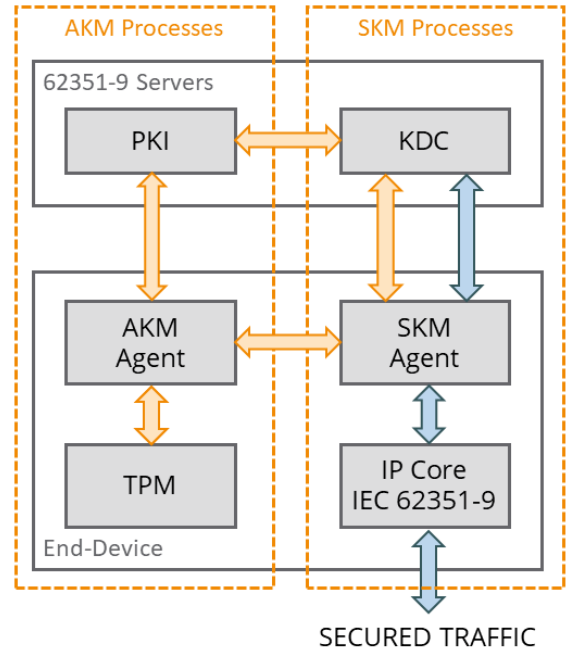 AKM Processes
SKM Processes
62351-9 Servers
PKI
KDC
AKM
Agent
SKM
Agent
TPM
IP Core
IEC 62351-9
End-Device
SECURED TRAFFIC